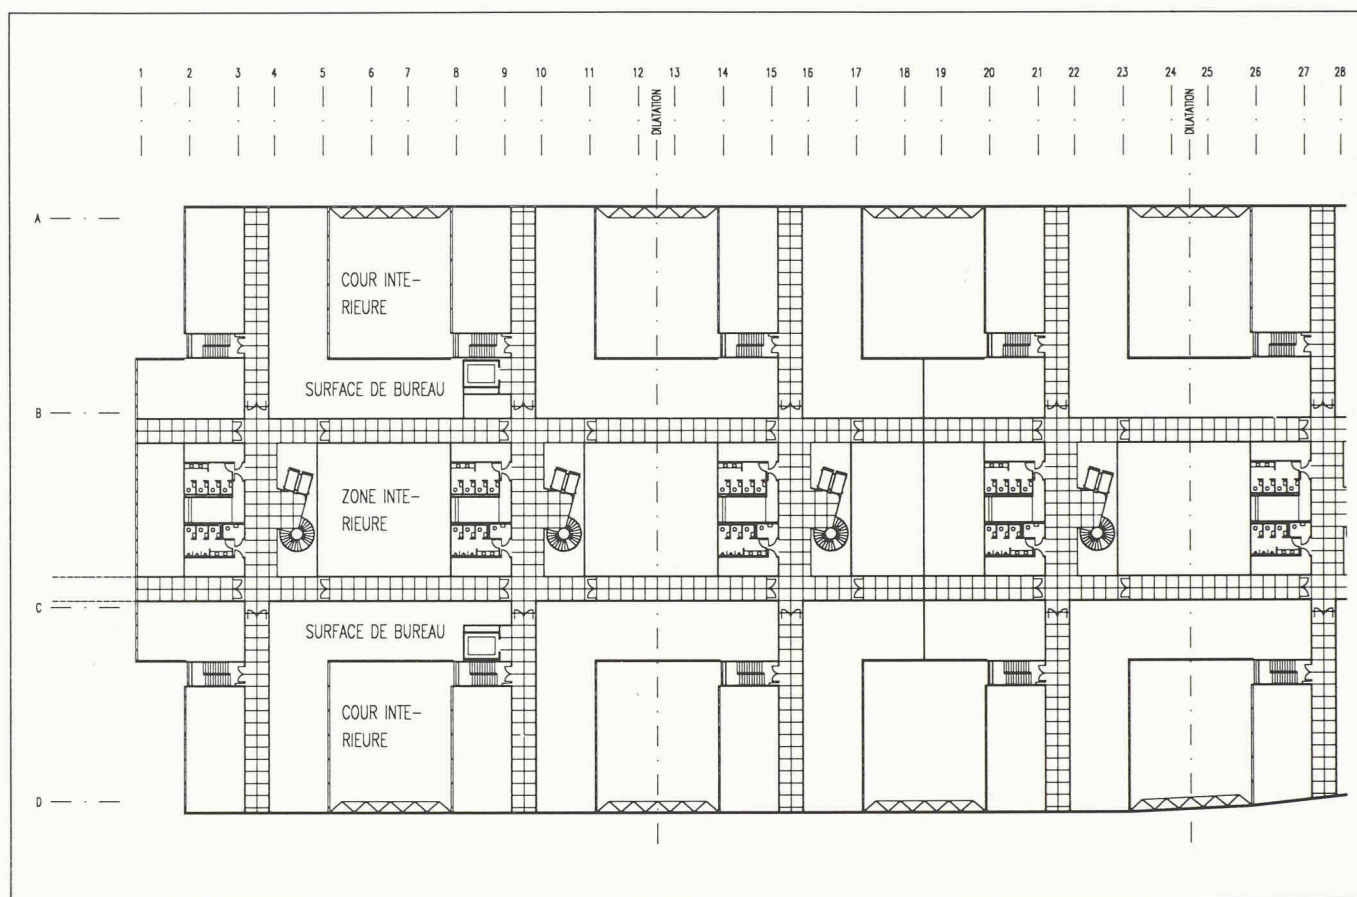 1 2 3 4 5 6 7 8 9 10 11 12 13 14 15 16 17 18 19 20 21 22 23 24 25 26 27 28
DILATATION
DILATATION
A
COUR INTE-
RIEURE
SURFACE DE BUREAU
B
ZONE INTE-
RIEURE
C
SURFACE DE BUREAU
COUR INTE-
RIEURE
D